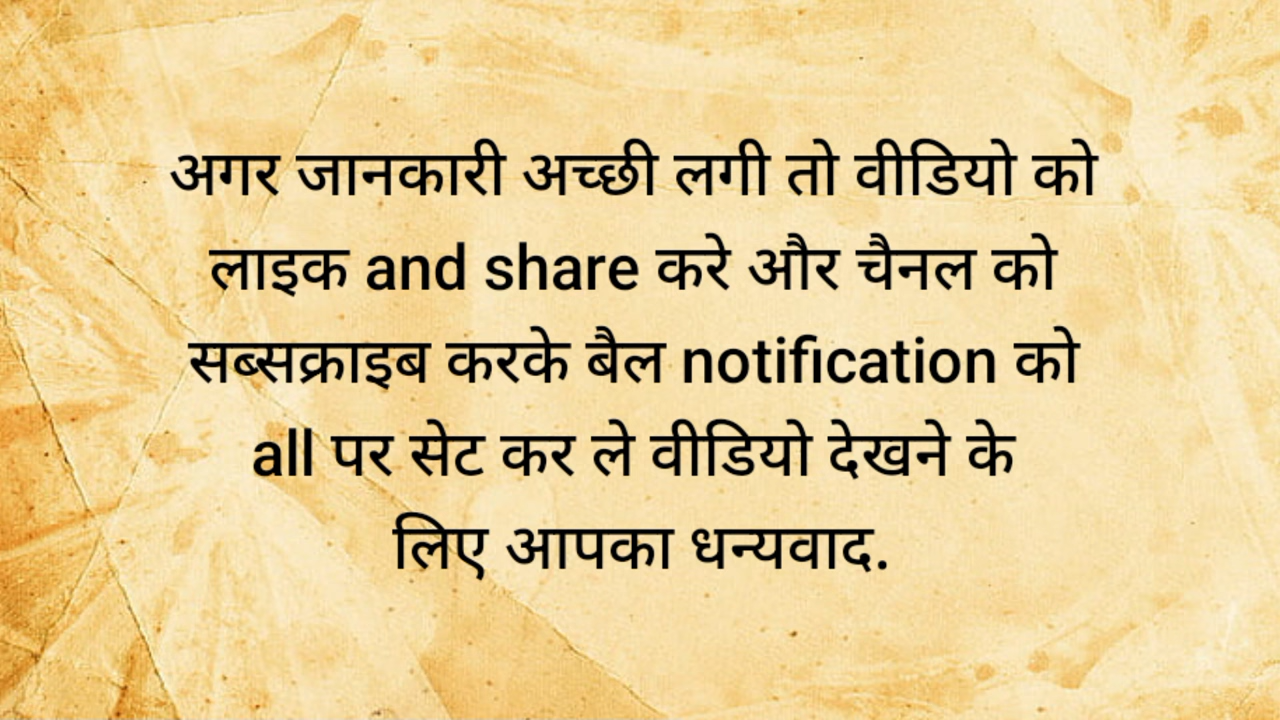 अगर जानकारी अच्छी लगी तो वीडियो को
लाइक and share करे और चैनल को
सब्सक्राइब करके बैल notification को
all पर सेट कर ले वीडियो देखने के
लिए आपका धन्यवाद.